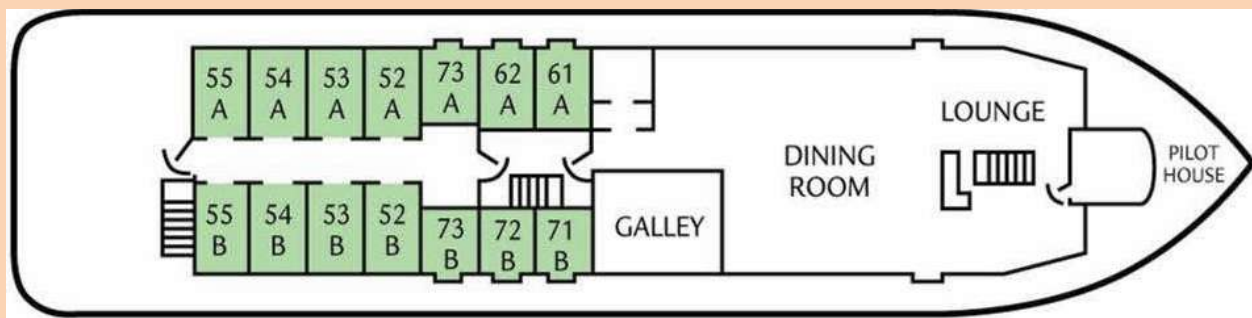 55 A
54 A
53 A
52 A
73 A
62 A
61 A
LOUNGE
DINING
ROOM
PILOT
HOUSE
55 B
54 B
53 B
52 B
73 B
72 B
71 B
GALLEY